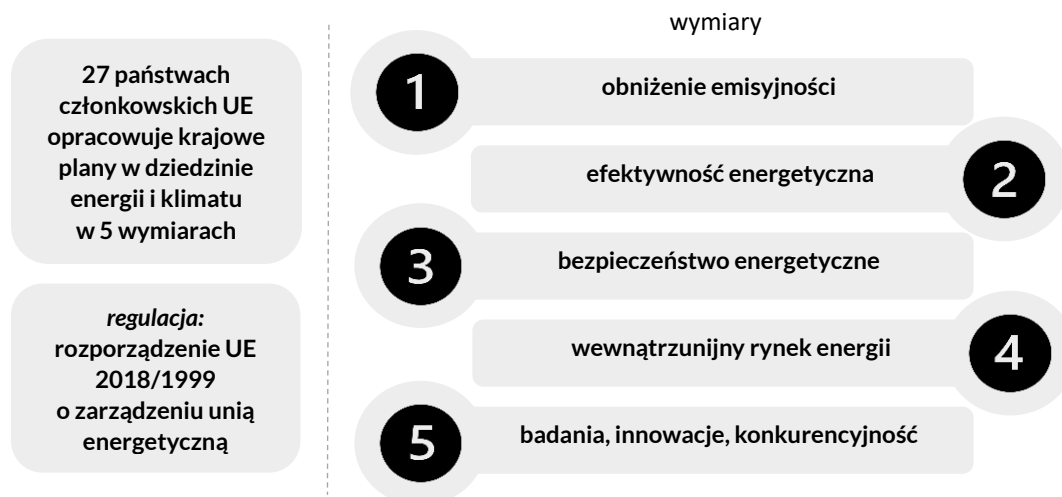 27 państwach
członkowskich UE
opracowuje krajowe
plany w dziedzinie
energii i klimatu
w 5 wymiarach
regulacja:
rozporządzenie UE
2018/1999
o zarządzeniu unią
energetyczną
wymiary
1
obniżenie emisyjności
efektywność energetyczna
2
3
bezpieczeństwo energetyczne
wewnątrzunijny rynek energii
4
5
badania, innowacje, konkurencyjność